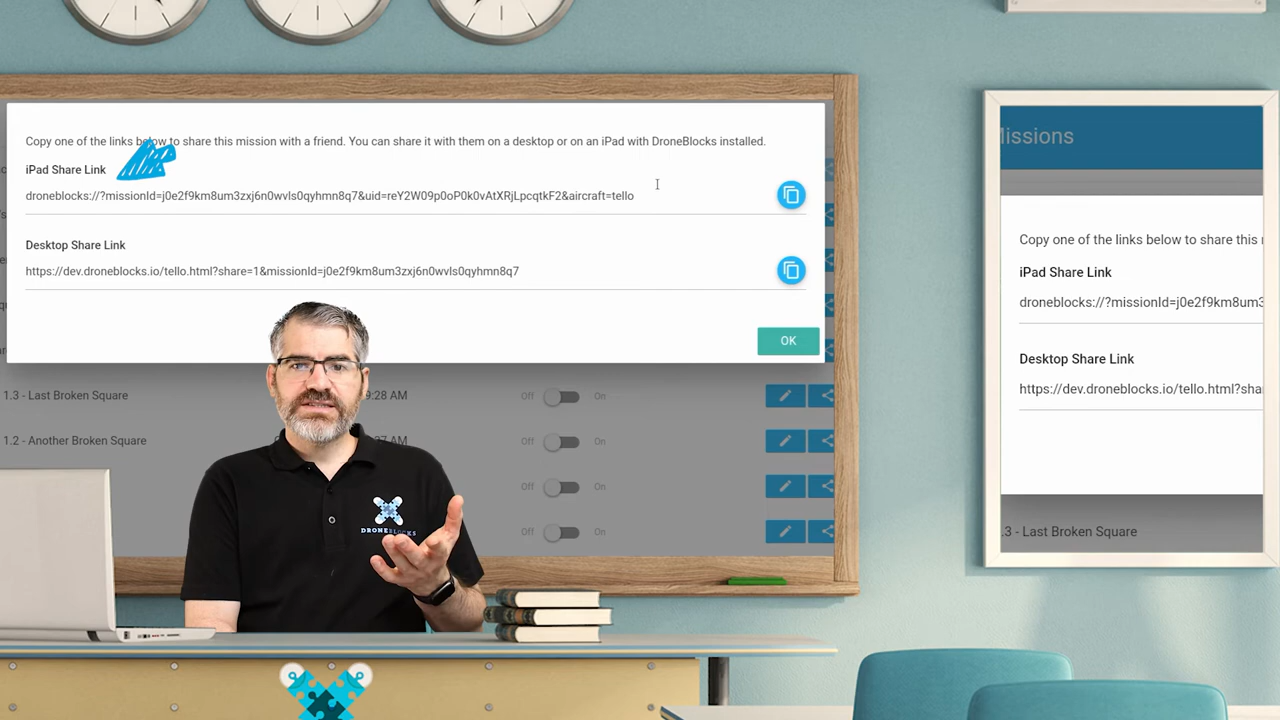 Copy one of the links below to share this mission with a friend. You can share it with them on a desktop or on an iPad with DroneBlocks installed.
iPad Share Link
droneblocks://?missionId=j0e2f9km8um3zxj6n0wvls0qyhmn8q7&uid=reY2W09p0oP0k0vAtXRjLpcqtkF2&aircraft=tello
Desktop Share Link
https://dev.droneblocks.io/tello.html?share=1&missionId=j0e2f9km8um3zxj6n0wvls0qyhmn8q7
OK
1.3 - Last Broken Square 9:28 AM Off On
1.2 - Another Broken Square AM Off On
Off On
Off On
DRONEBLOCKS
Missions
Copy one of the links below to share this
iPad Share Link
droneblocks://?missionId=j0e2f9km8um3
Desktop Share Link
https://dev.droneblocks.io/tello.html?sha
.3 - Last Broken Square